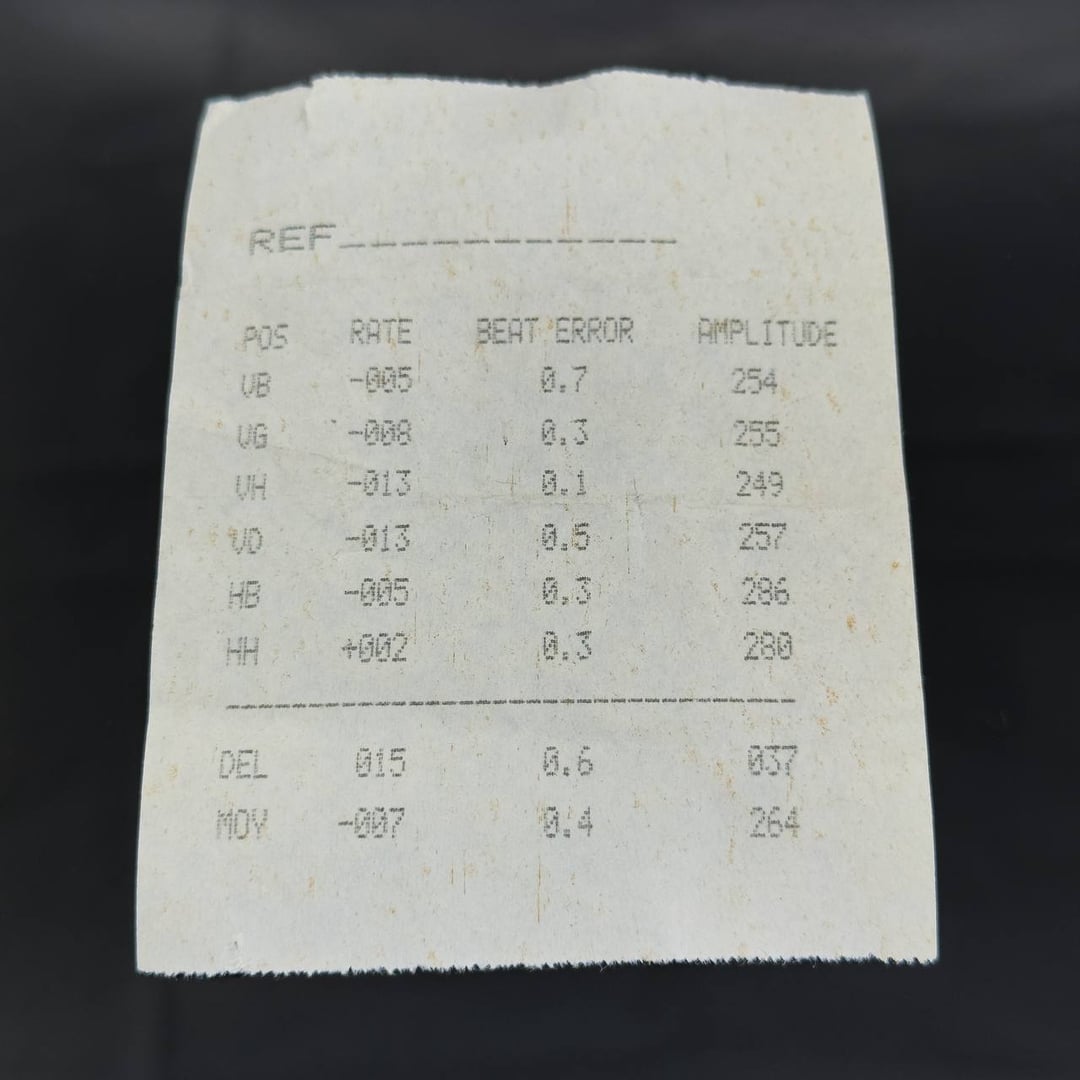 REF____________
POS RATE BEAT ERROR AMPLITUDE
VB -005 0.7 254
VG -008 0.3 255
VH -013 0.1 249
VD -013 0.5 257
HB -005 0.3 286
HH +002 0.3 280
DEL 015 0.6 037
MOY -007 0.4 264